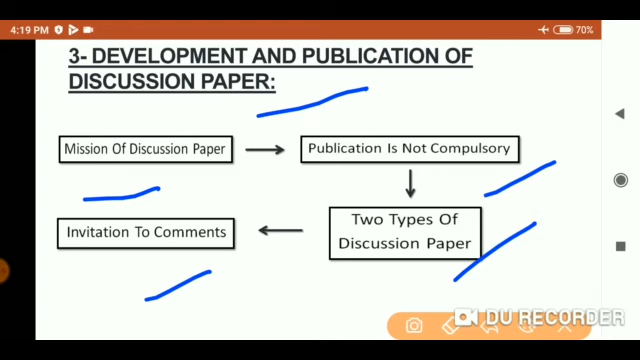 4:19 PM
70%
3- DEVELOPMENT AND PUBLICATION OF
DISCUSSION PAPER:
Mission Of Discussion Paper
Publication Is Not Compulsory
Two Types Of
Discussion Paper
Invitation To Comments
DU RECORDER